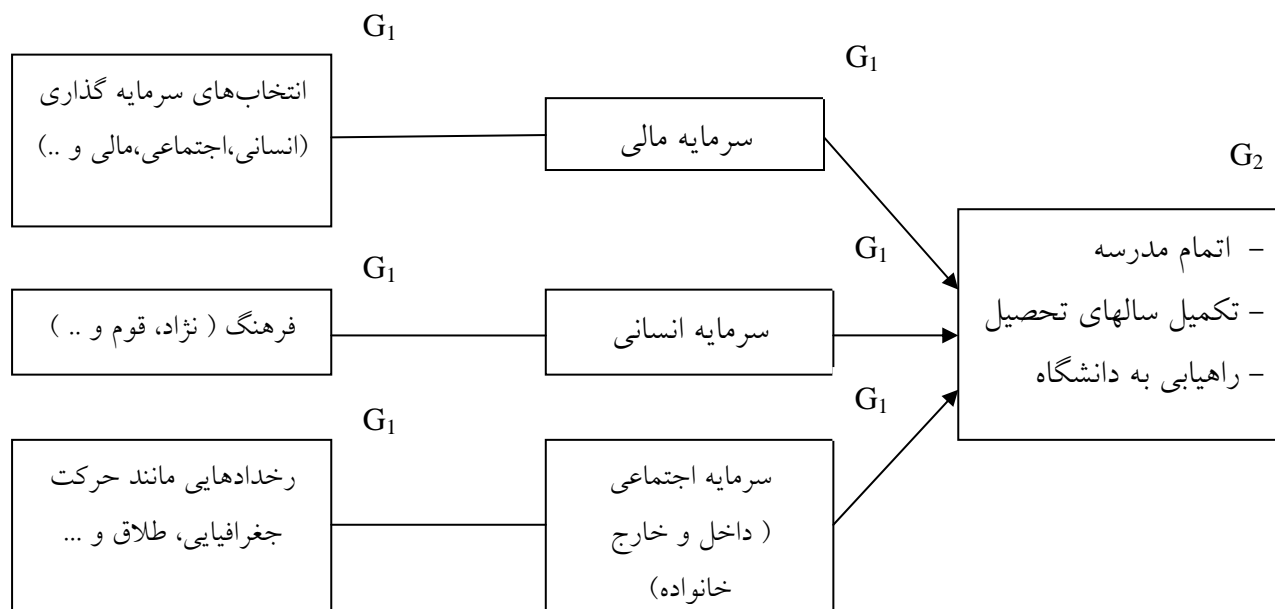 G₁
G₁
انتخاب‌های سرمایه گذاری
(انسانی،اجتماعی،مالی و ..)
سرمایه مالی
G₂
G₁
G₁
فرهنگ ( نژاد، قوم و .. )
سرمایه انسانی
– اتمام مدرسه
– تکمیل سالهای تحصیل
– راهیابی به دانشگاه
G₁
G₁
رخدادهایی مانند حرکت
جغرافیایی، طلاق و ...
سرمایه اجتماعی
( داخل و خارج
خانواده)